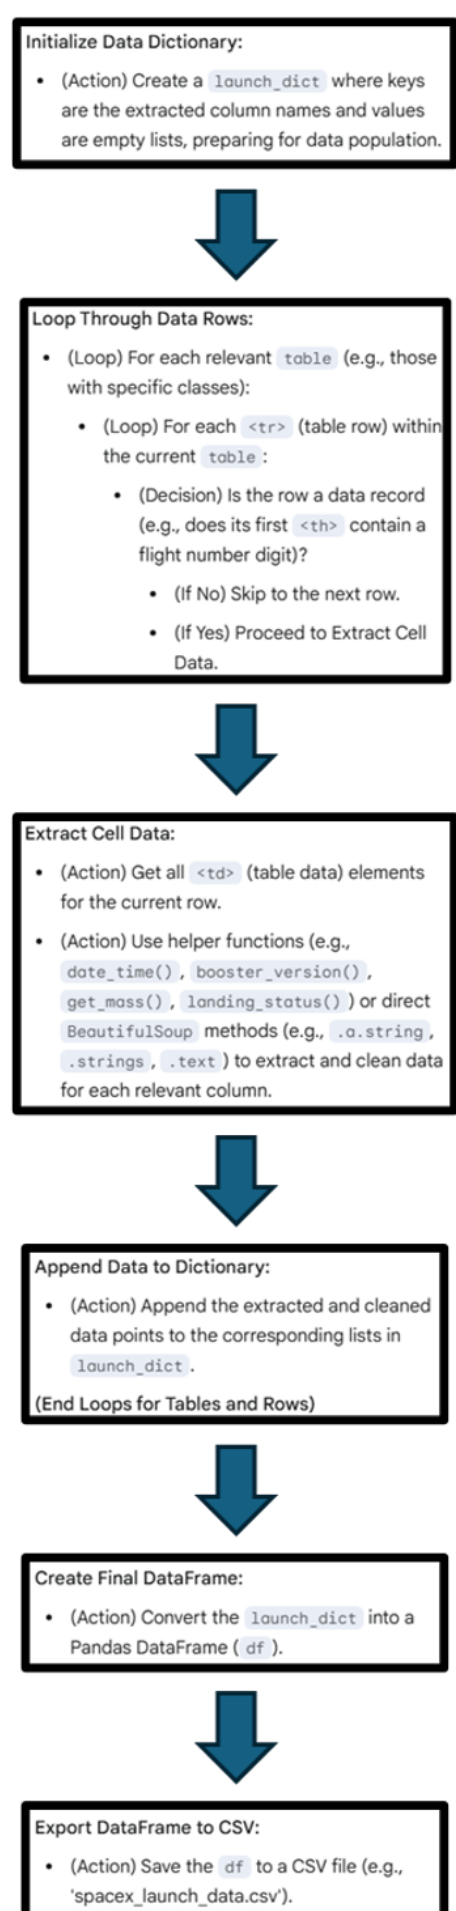 Initialize Data Dictionary:
• (Action) Create a launch_dict where keys
are the extracted column names and values
are empty lists, preparing for data population.
Loop Through Data Rows:
• (Loop) For each relevant table (e.g., those
with specific classes):
• (Loop) For each <tr> (table row) within
the current table :
• (Decision) Is the row a data record
(e.g., does its first <th> contain a
flight number digit)?
• (If No) Skip to the next row.
• (If Yes) Proceed to Extract Cell
Data.
Extract Cell Data:
• (Action) Get all <td> (table data) elements
for the current row.
• (Action) Use helper functions (e.g.,
date_time() , booster_version() ,
get_mass() , landing_status() ) or direct
BeautifulSoup methods (e.g., .a.string ,
.strings , .text ) to extract and clean data
for each relevant column.
Append Data to Dictionary:
• (Action) Append the extracted and cleaned
data points to the corresponding lists in
launch_dict .
(End Loops for Tables and Rows)
Create Final DataFrame:
• (Action) Convert the launch_dict into a
Pandas DataFrame ( df ).
Export DataFrame to CSV:
• (Action) Save the df to a CSV file (e.g.,
'spacex_launch_data.csv').